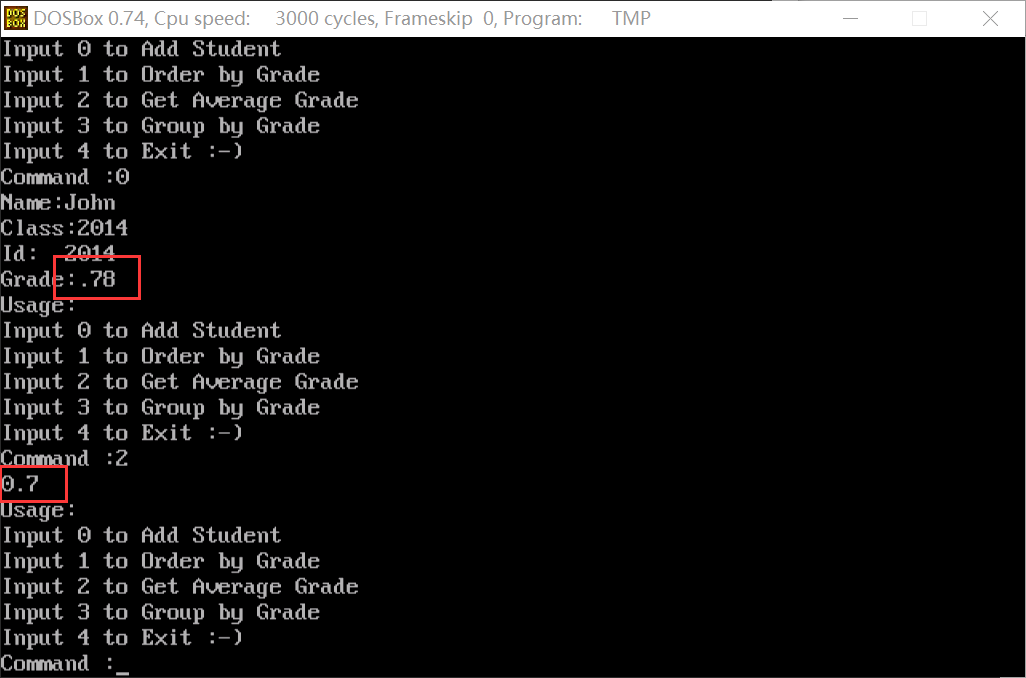 DOS BOX DOSBox 0.74, Cpu speed: 3000 cycles, Frameskip 0, Program: TMP
Input 0 to Add Student
Input 1 to Order by Grade
Input 2 to Get Average Grade
Input 3 to Group by Grade
Input 4 to Exit :-)
Command :0
Name:John
Class:2014
Id:  2014
Grade:.78
Usage:
Input 0 to Add Student
Input 1 to Order by Grade
Input 2 to Get Average Grade
Input 3 to Group by Grade
Input 4 to Exit :-)
Command :2
0.7
Usage:
Input 0 to Add Student
Input 1 to Order by Grade
Input 2 to Get Average Grade
Input 3 to Group by Grade
Input 4 to Exit :-)
Command :_